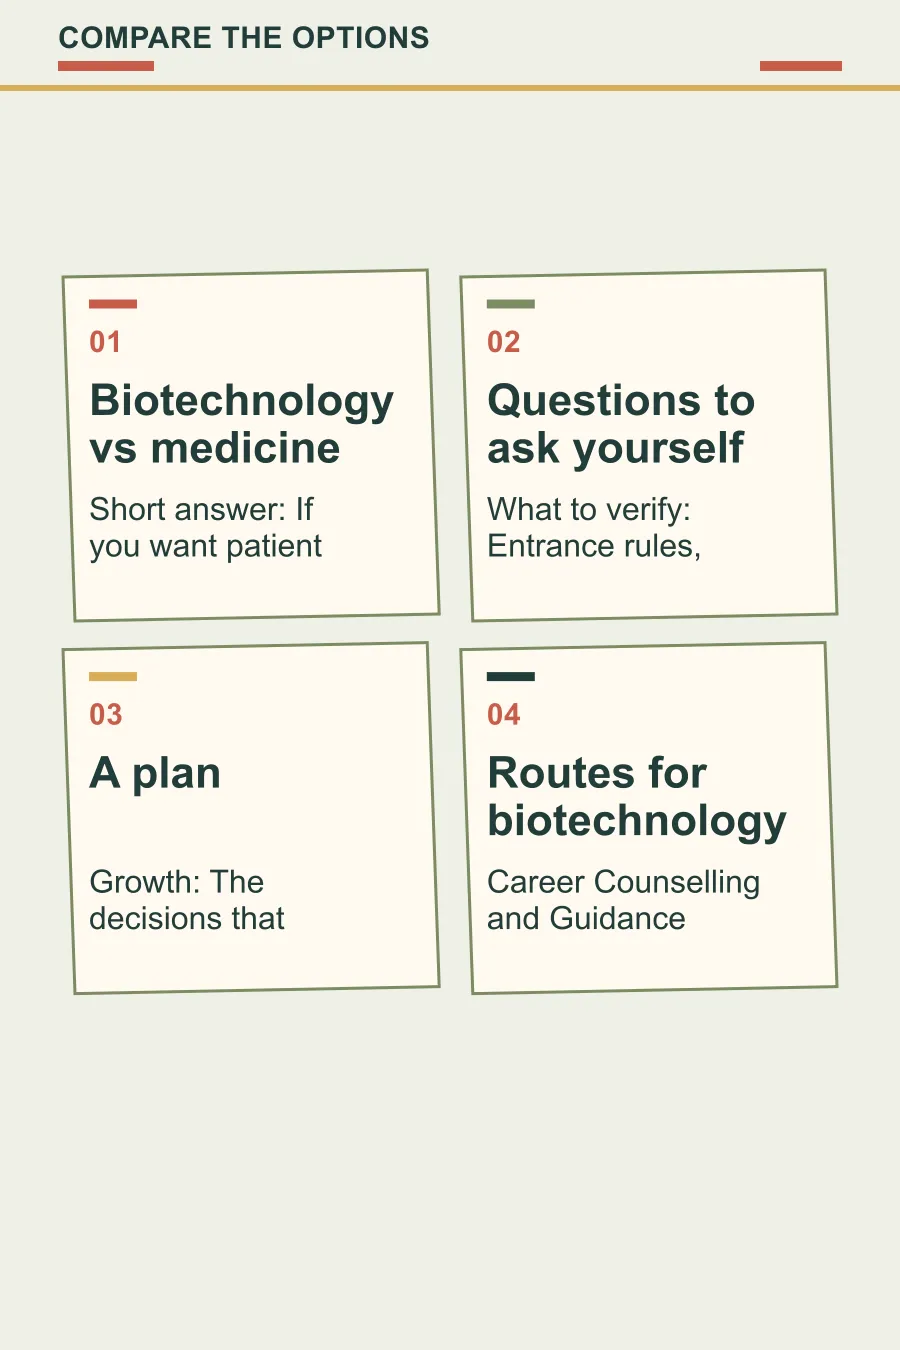 COMPARE THE OPTIONS
01
Biotechnology
vs medicine
Short answer: If
you want patient
02
Questions to
ask yourself
What to verify:
Entrance rules,
03
A plan
Growth: The
decisions that
04
Routes for
biotechnology
Career Counselling
and Guidance